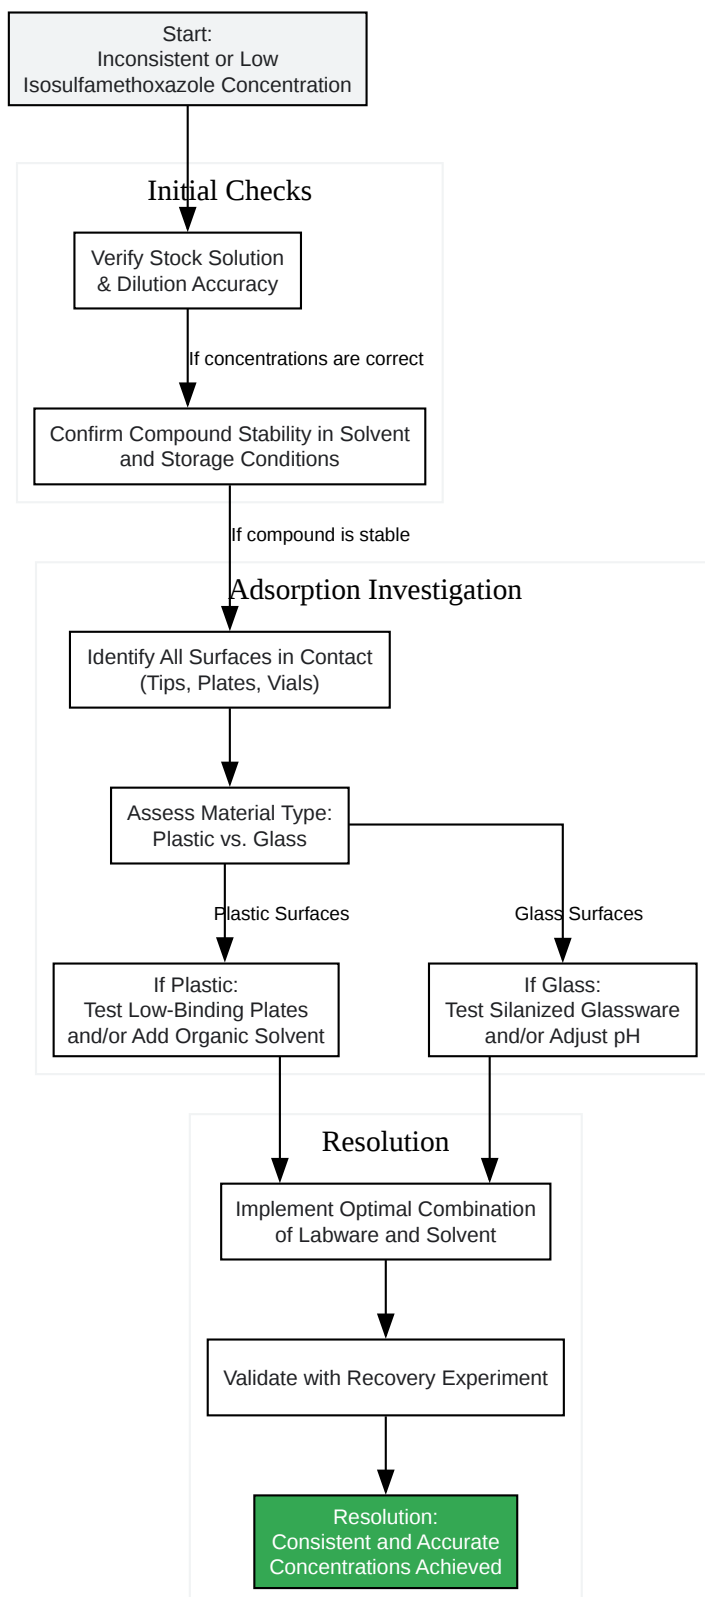 Start:
Inconsistent or Low
Isosulfamethoxazole Concentration
Initial Checks
Verify Stock Solution
& Dilution Accuracy
If concentrations are correct
Confirm Compound Stability in Solvent
and Storage Conditions
If compound is stable
Adsorption Investigation
Identify All Surfaces in Contact
(Tips, Plates, Vials)
Assess Material Type:
Plastic vs. Glass
Plastic Surfaces
Glass Surfaces
If Plastic:
Test Low-Binding Plates
and/or Add Organic Solvent
If Glass:
Test Silanized Glassware
and/or Adjust pH
Resolution
Implement Optimal Combination
of Labware and Solvent
Validate with Recovery Experiment
Resolution:
Consistent and Accurate
Concentrations Achieved